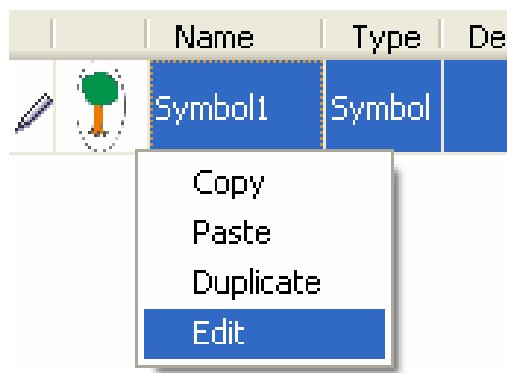 Name Type De
Symbol1 Symbol
Copy
Paste
Duplicate
Edit